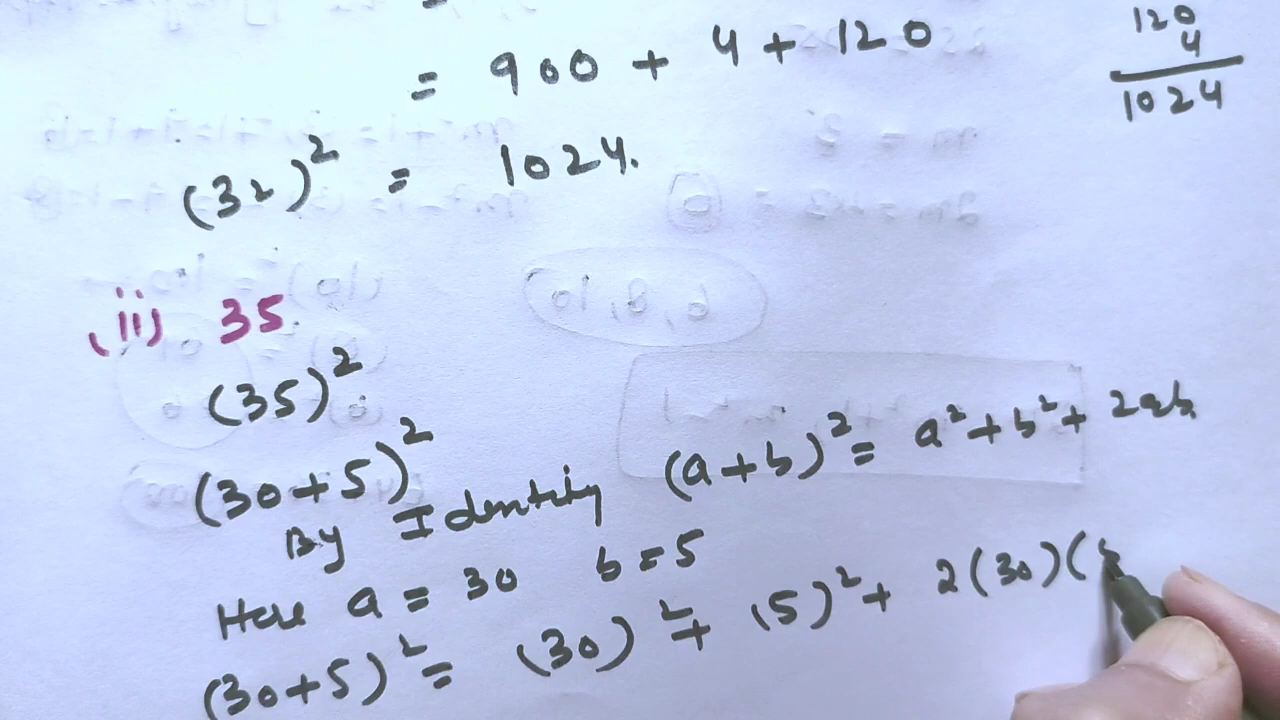 = 900 + 4 + 120
120
4
1024
(32)² = 1024.
(ii) 35.
(35)²
(30+5)²
By Identity (a+b)² = a²+b²+ 2ab
Here a = 30 b = 5
(30+5)² = (30)² + (5)² + 2(30)(